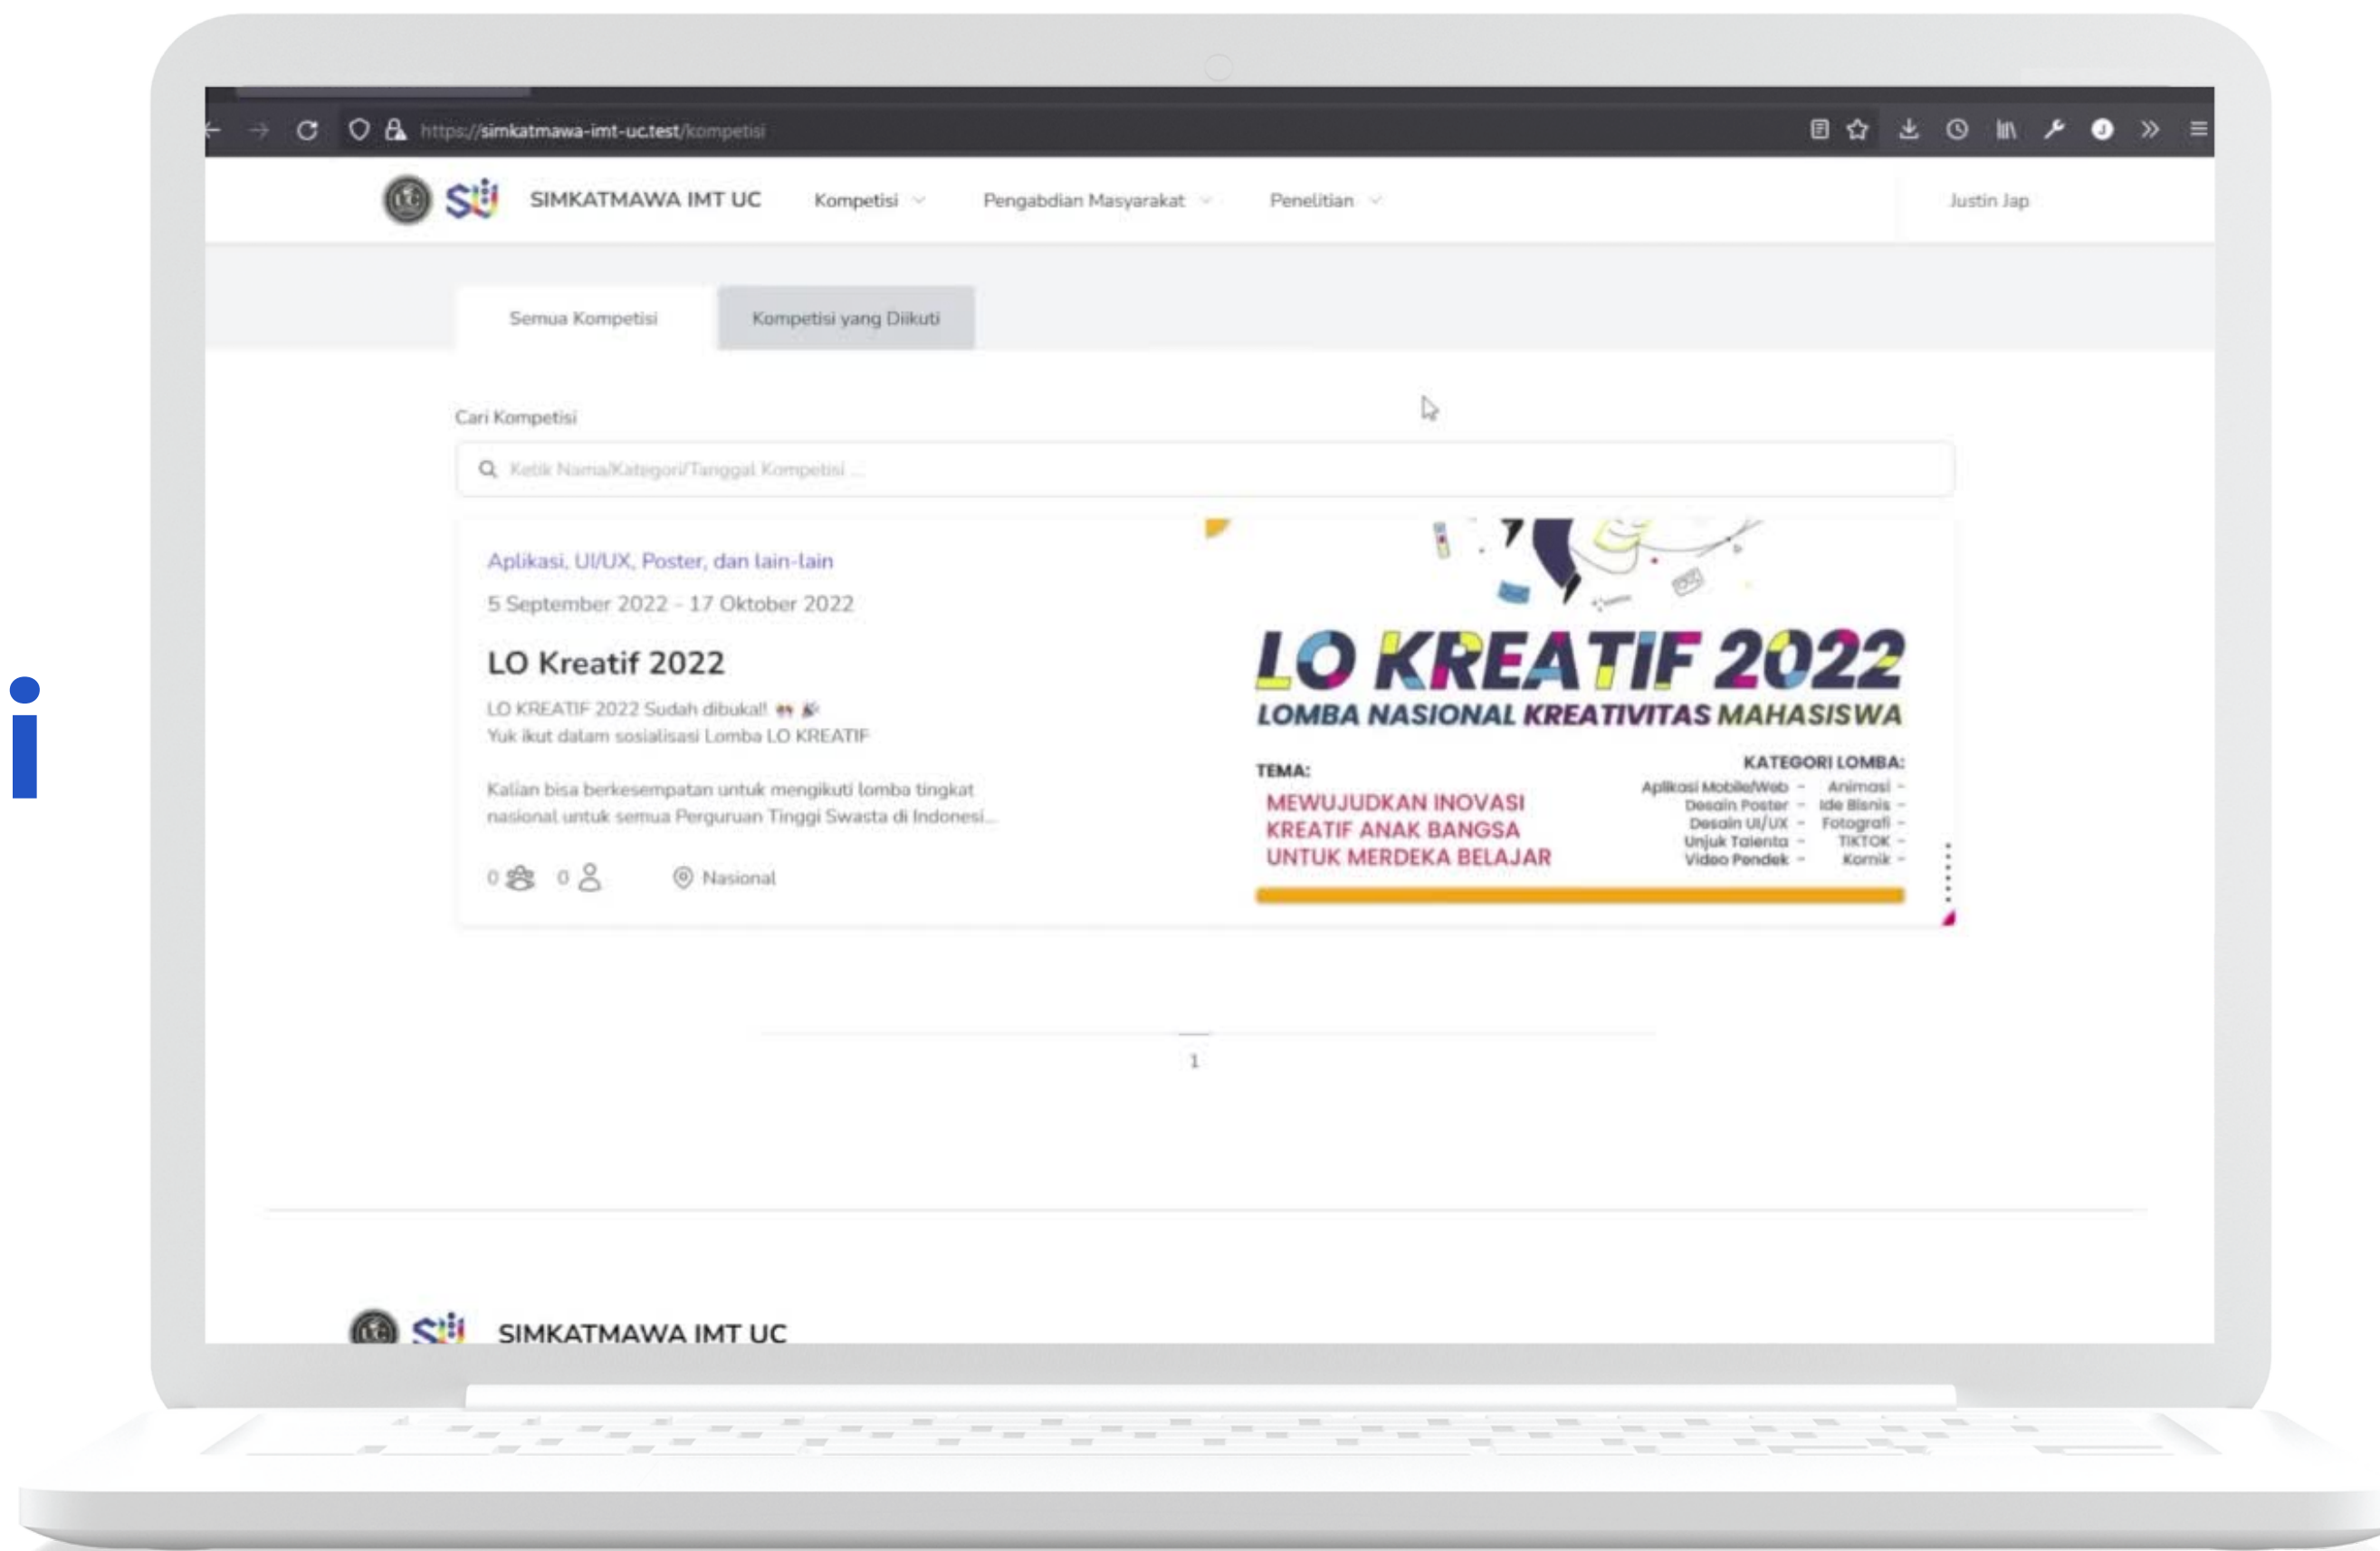 i
https://simkatmawa-imt-uc.test/kompetisi
SIMKATMAWA IMT UC
Kompetisi
Pengabdian Masyarakat
Penelitian
Justin Jap
Semua Kompetisi
Kompetisi yang Diikuti
Cari Kompetisi
Ketik Nama/Kategori/Tanggal Kompetisi ...
Aplikasi, UI/UX, Poster, dan lain-lain
5 September 2022 - 17 Oktober 2022
LO Kreatif 2022
LO KREATIF 2022 Sudah dibuka!!
Yuk ikut dalam sosialisasi Lomba LO KREATIF
Kalian bisa berkesempatan untuk mengikuti lomba tingkat
nasional untuk semua Perguruan Tinggi Swasta di Indonesi...
0 0 Nasional
LO KREATIF 2022
LOMBA NASIONAL KREATIVITAS MAHASISWA
TEMA:
MEWUJUDKAN INOVASI
KREATIF ANAK BANGSA
UNTUK MERDEKA BELAJAR
KATEGORI LOMBA:
Aplikasi Mobile/Web - Animasi -
Desain Poster - Ide Bisnis -
Desain UI/UX - Fotografi -
Unjuk Talenta - TIKTOK -
Video Pendek - Komik -
1
SIMKATMAWA IMT UC